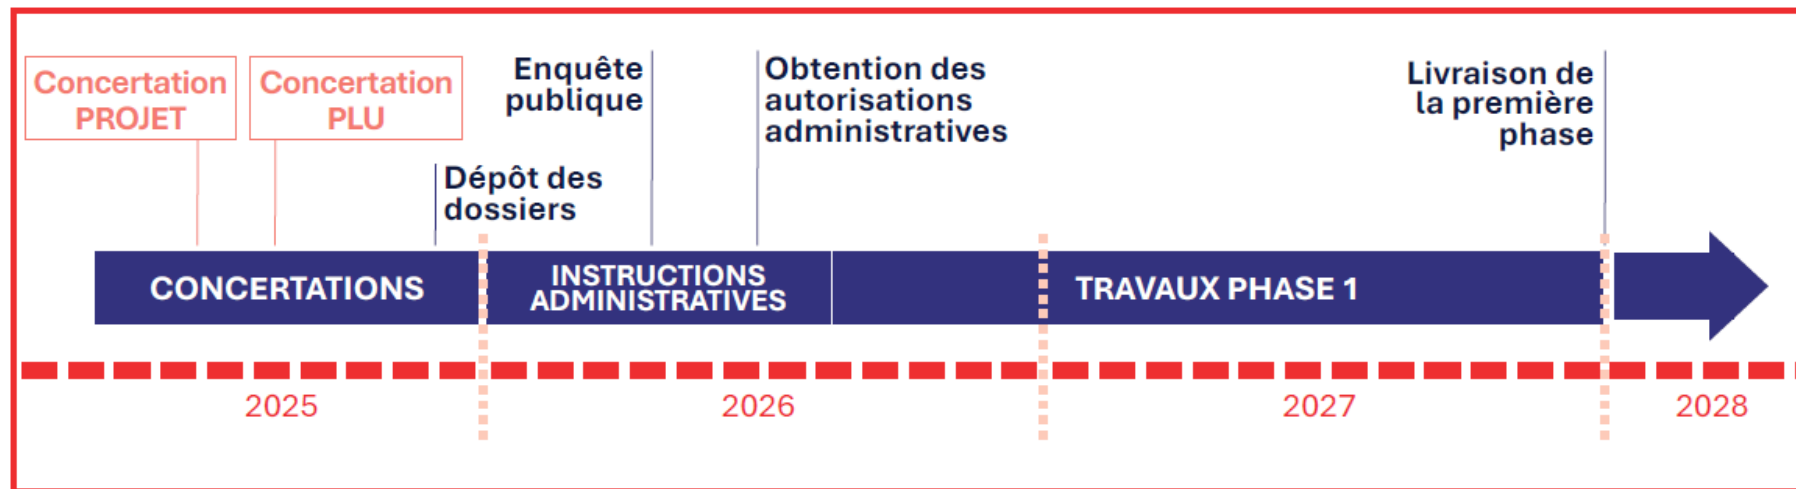 Concertation
PROJET
Concertation
PLU
Enquête
publique
Obtention des
autorisations
administratives
Livraison de
la première
phase
Dépôt des
dossiers
CONCERTATIONS
INSTRUCTIONS
ADMINISTRATIVES
TRAVAUX PHASE 1
2025
2026
2027
2028